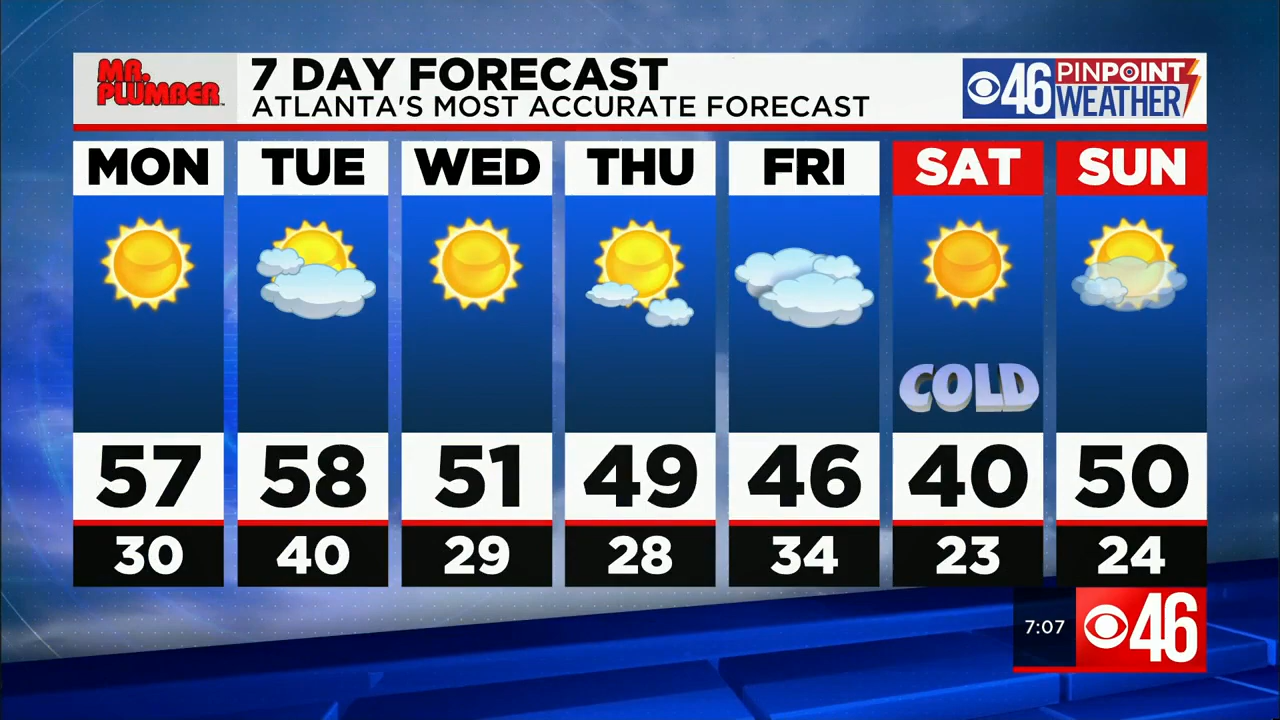 MR.
PLUMBER
7 DAY FORECAST
ATLANTA'S MOST ACCURATE FORECAST
46 PINPOINT
WEATHER
MON TUE WED THU FRI SAT SUN
COLD
57 58 51 49 46 40 50
30 40 29 28 34 23 24
7:07 46